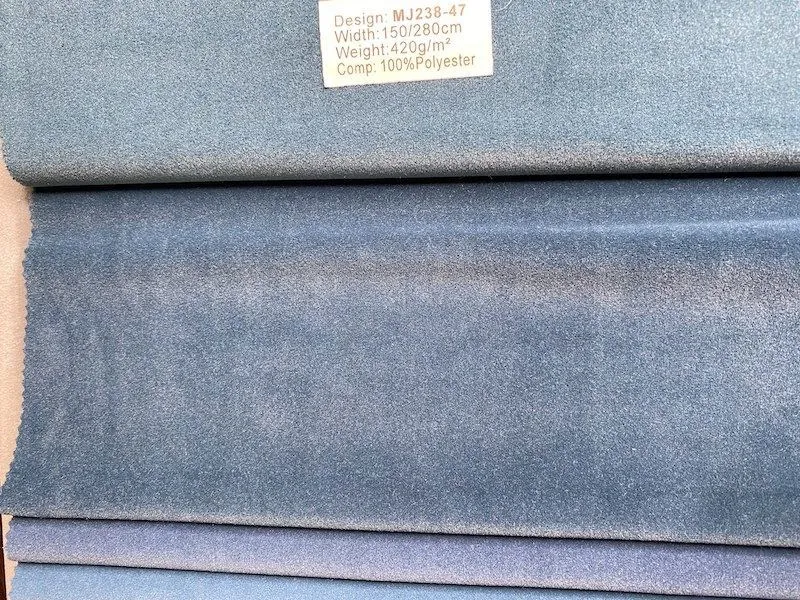 Design: MJ238-47
Width:150/280cm
Weight:420g/m²
Comp: 100%Polyester